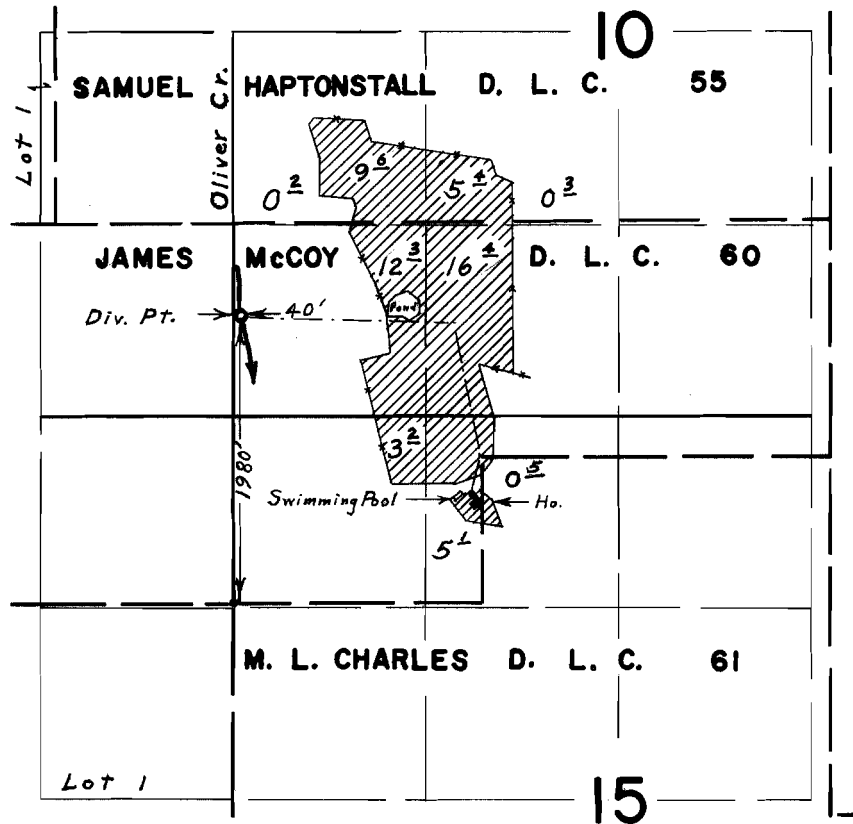 10
SAMUEL HAPTONSTALL D. L. C. 55
Lot 1
Oliver Cr.
9 6
5 4
0 2
0 3
JAMES McCOY D. L. C. 60
12 3
16 4
Div. Pt.
40'
Pond
1980'
3 2
0 5
Swimming Pool
Ho.
5 1
M. L. CHARLES D. L. C. 61
Lot 1
15